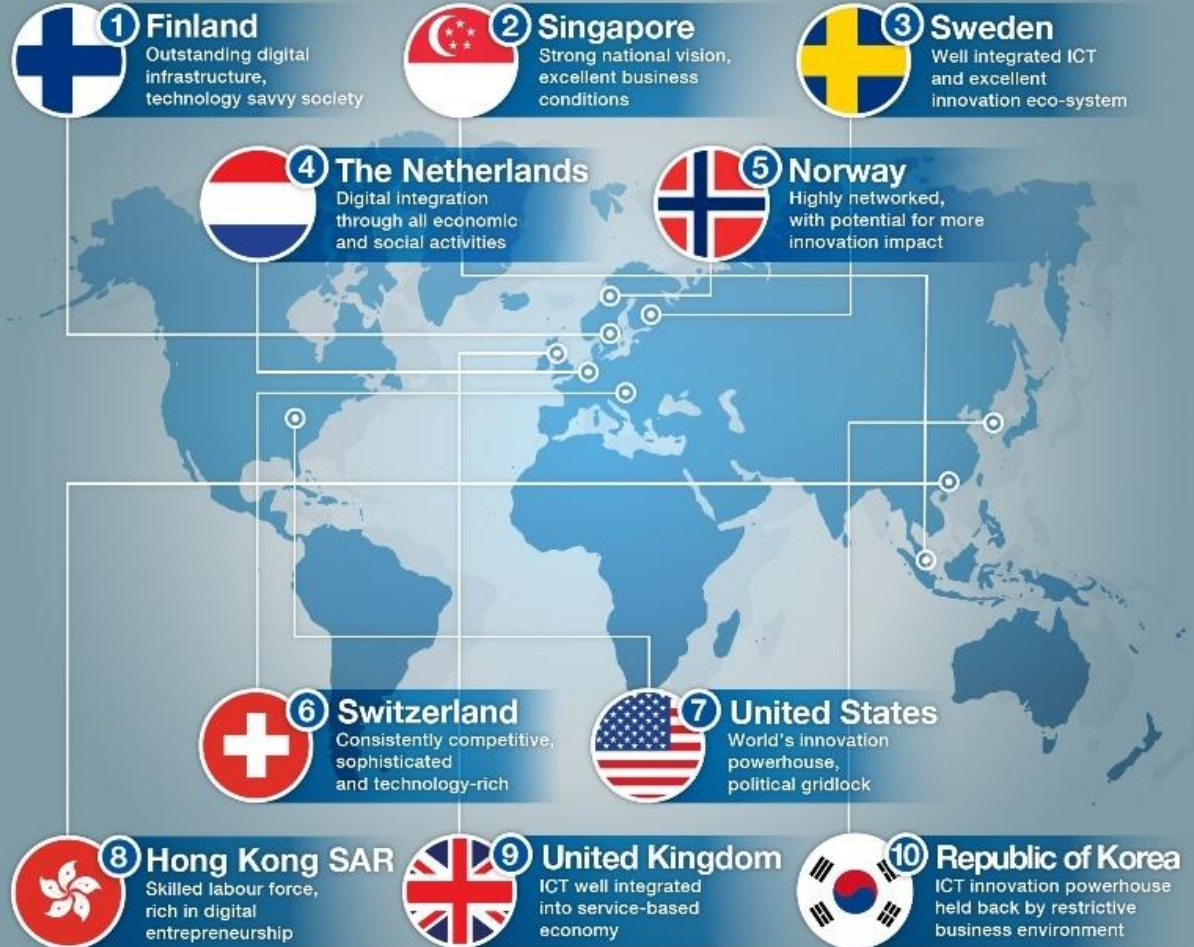 1 Finland
Outstanding digital
infrastructure,
technology savvy society
2 Singapore
Strong national vision,
excellent business
conditions
3 Sweden
Well integrated ICT
and excellent
innovation eco-system
4 The Netherlands
Digital integration
through all economic
and social activities
5 Norway
Highly networked,
with potential for more
innovation impact
6 Switzerland
Consistently competitive,
sophisticated
and technology-rich
7 United States
World's innovation
powerhouse,
political gridlock
8 Hong Kong SAR
Skilled labour force,
rich in digital
entrepreneurship
9 United Kingdom
ICT well integrated
into service-based
economy
10 Republic of Korea
ICT innovation powerhouse
held back by restrictive
business environment